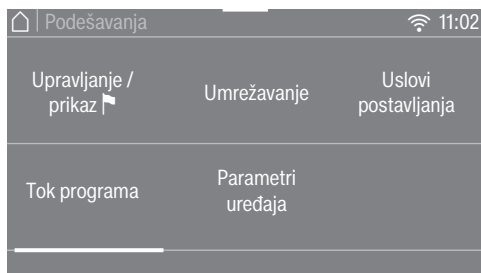 Podešavanja 11:02
Upravljanje /
prikaz
Umrežavanje
Uslovi
postavljanja
Tok programa
Parametri
uređaja